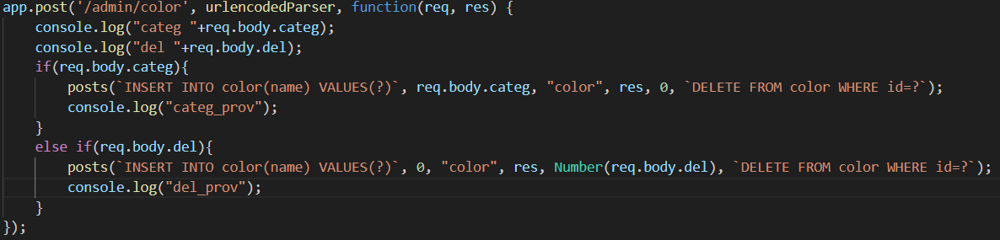 app.post('/admin/color', urlencodedParser, function(req, res) {
    console.log("categ "+req.body.categ);
    console.log("del "+req.body.del);
    if(req.body.categ){
        posts(`INSERT INTO color(name) VALUES(?)`, req.body.categ, "color", res, 0, `DELETE FROM color WHERE id=?`);
        console.log("categ_prov");
    }
    else if(req.body.del){
        posts(`INSERT INTO color(name) VALUES(?)`, 0, "color", res, Number(req.body.del), `DELETE FROM color WHERE id=?`);
        console.log("del_prov");
    }
});